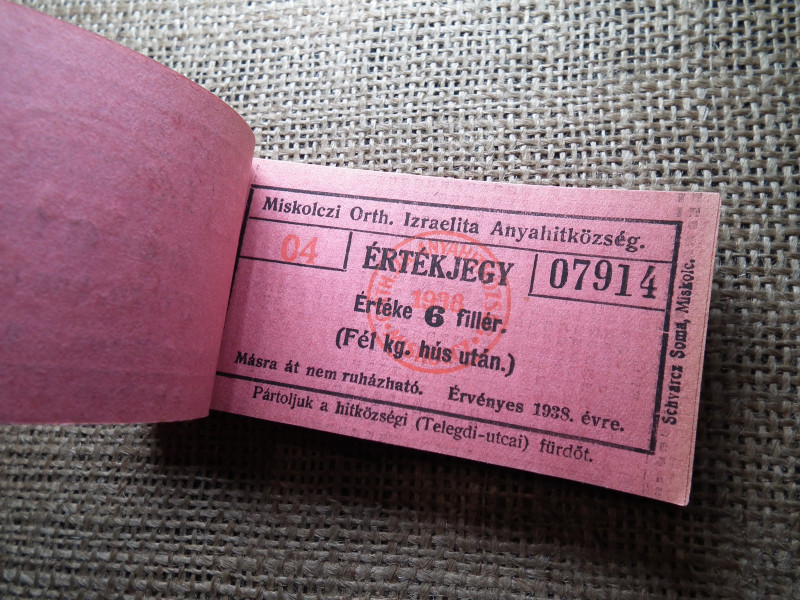 Miskolczi Orth. Izraelita Anyahitközség.
04
ÉRTÉKJEGY
07914
Értéke 6 fillér.
(Fél kg. hús után.)
Másra át nem ruházható. Érvényes 1938. évre.
Pártoljuk a hitközségi (Telegdi-utcai) fürdőt.
Schvarcz Soma, Miskolc.
1938